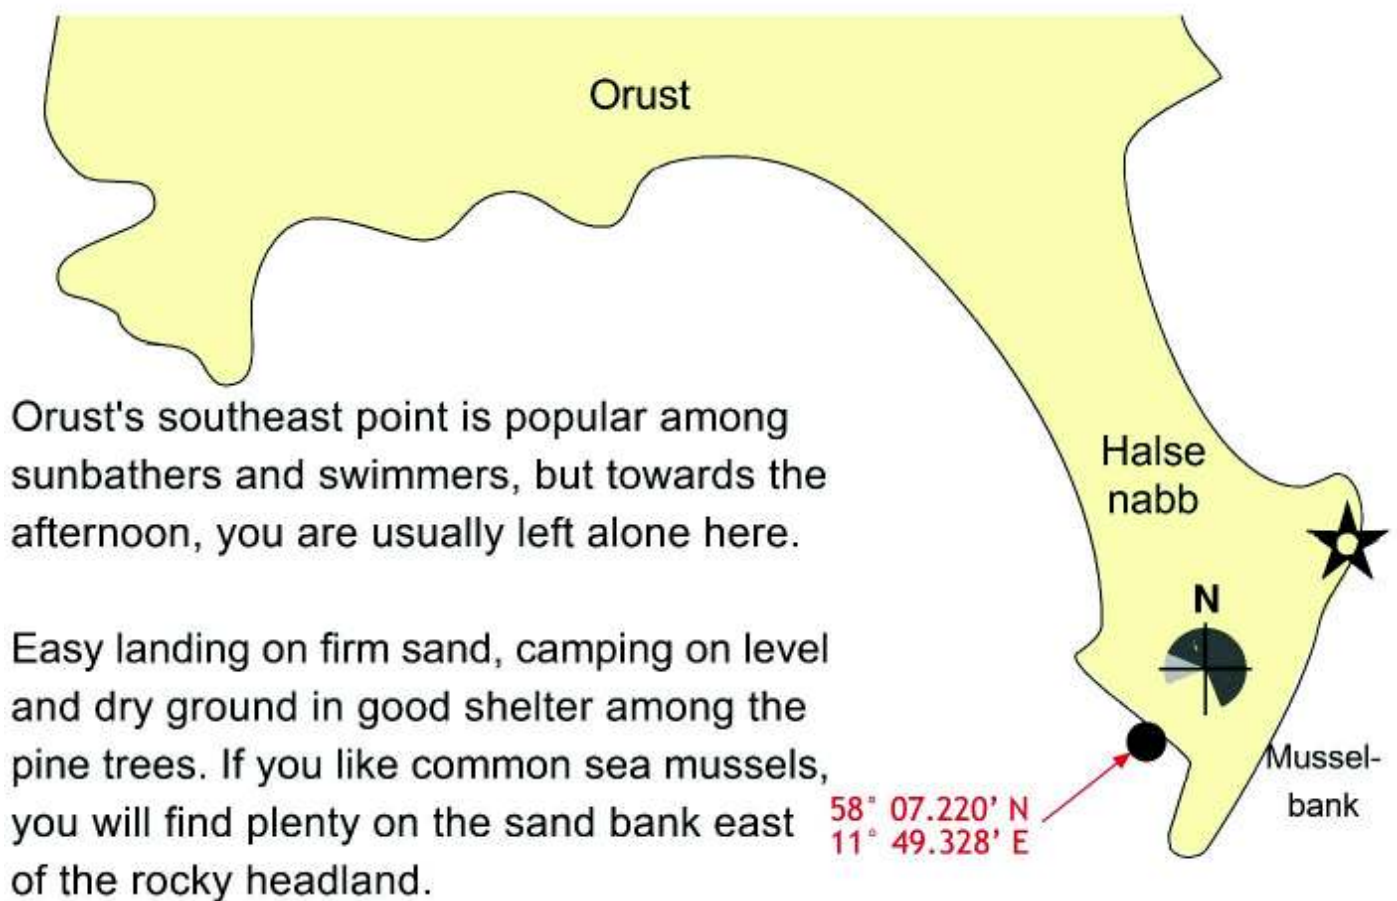 Orust
Halse
nabb
N
Orust's southeast point is popular among
sunbathers and swimmers, but towards the
afternoon, you are usually left alone here.
Easy landing on firm sand, camping on level
and dry ground in good shelter among the
pine trees. If you like common sea mussels,
you will find plenty on the sand bank east
of the rocky headland.
58° 07.220’ N
11° 49.328’ E
Mussel-
bank